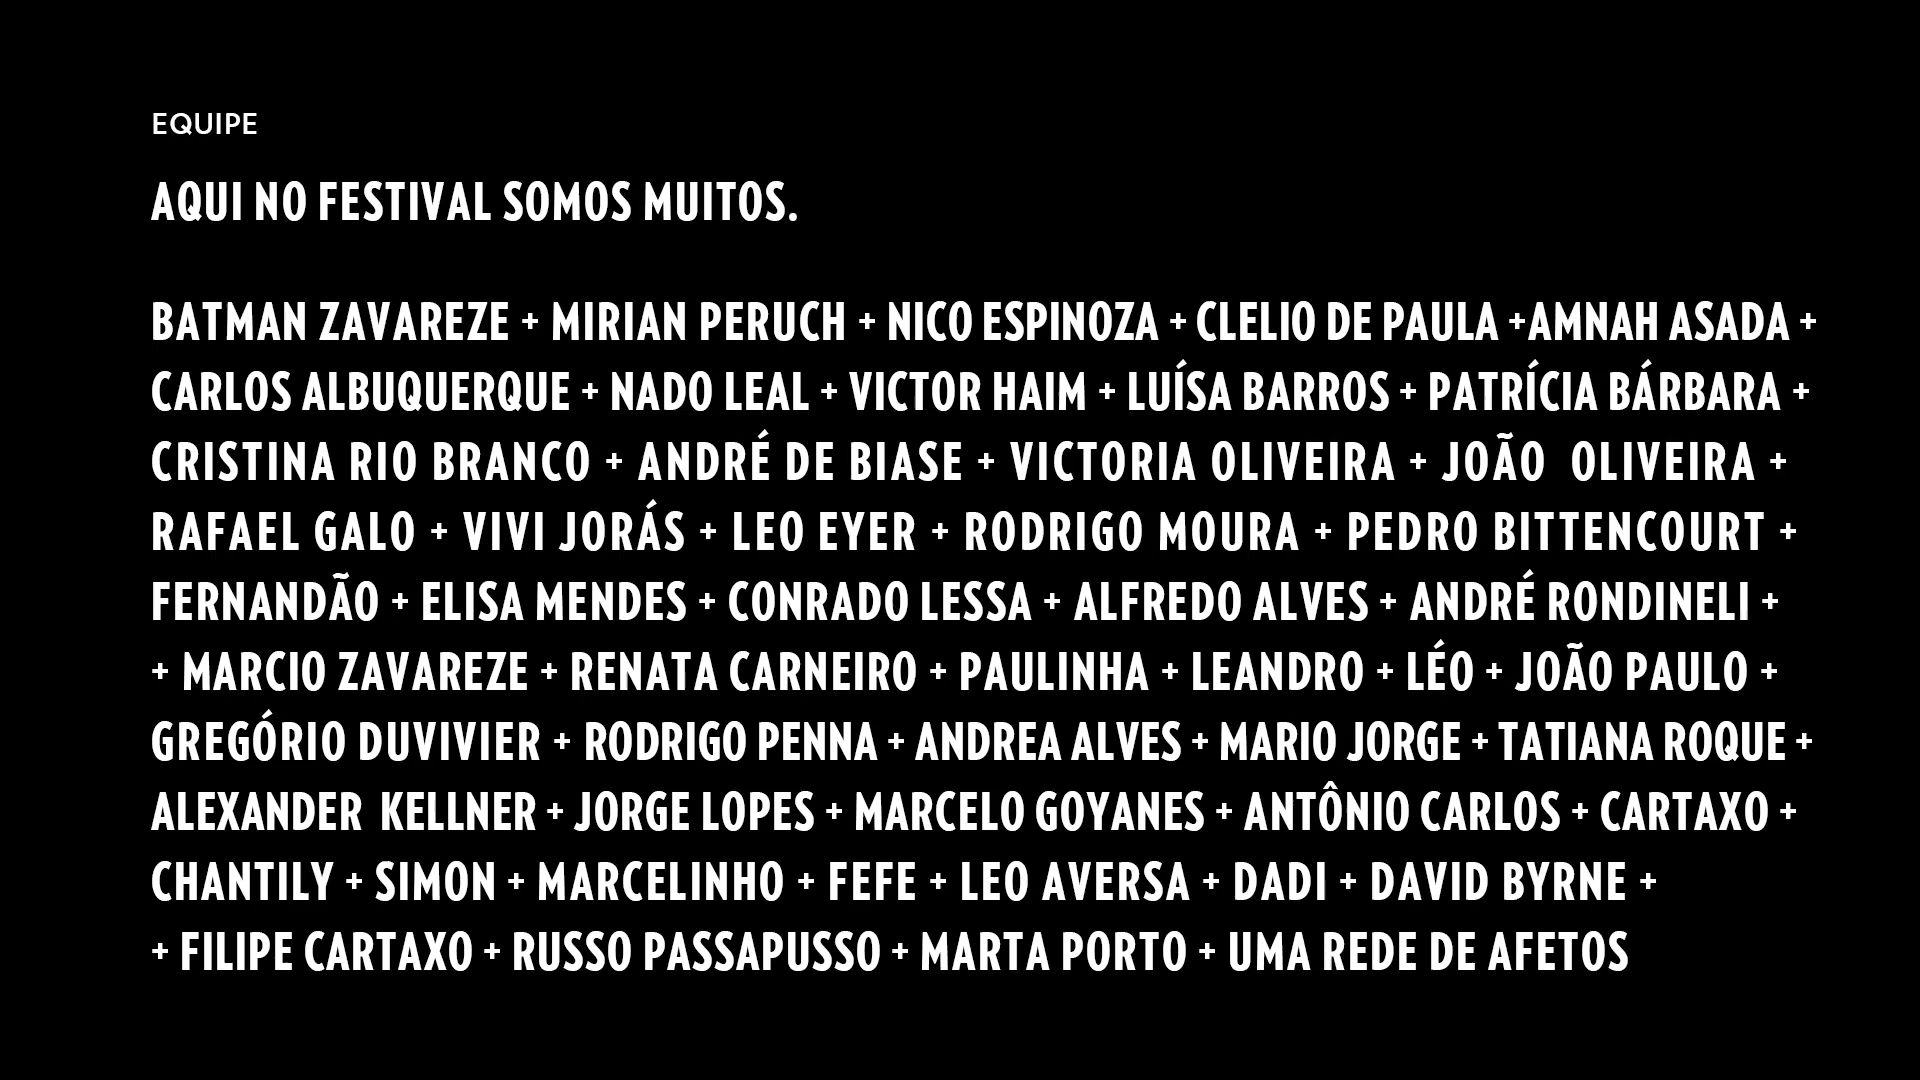 EQUIPE
AQUI NO FESTIVAL SOMOS MUITOS.
BATMAN ZAVAREZE + MIRIAN PERUCH + NICO ESPINOZA + CLELIO DE PAULA +AMNAH ASADA +
CARLOS ALBUQUERQUE + NADO LEAL + VICTOR HAIM + LUÍSA BARROS + PATRÍCIA BÁRBARA +
CRISTINA RIO BRANCO + ANDRÉ DE BIASE + VICTORIA OLIVEIRA + JOÃO OLIVEIRA +
RAFAEL GALO + VIVI JORÁS + LEO EYER + RODRIGO MOURA + PEDRO BITTENCOURT +
FERNANDÃO + ELISA MENDES + CONRADO LESSA + ALFREDO ALVES + ANDRÉ RONDINELI +
+ MARCIO ZAVAREZE + RENATA CARNEIRO + PAULINHA + LEANDRO + LÉO + JOÃO PAULO +
GREGÓRIO DUVIVIER + RODRIGO PENNA + ANDREA ALVES + MARIO JORGE + TATIANA ROQUE +
ALEXANDER KELLNER + JORGE LOPES + MARCELO GOYANES + ANTÔNIO CARLOS + CARTAXO +
CHANTILY + SIMON + MARCELINHO + FEFE + LEO AVERSA + DADI + DAVID BYRNE +
+ FILIPE CARTAXO + RUSSO PASSAPUSSO + MARTA PORTO + UMA REDE DE AFETOS